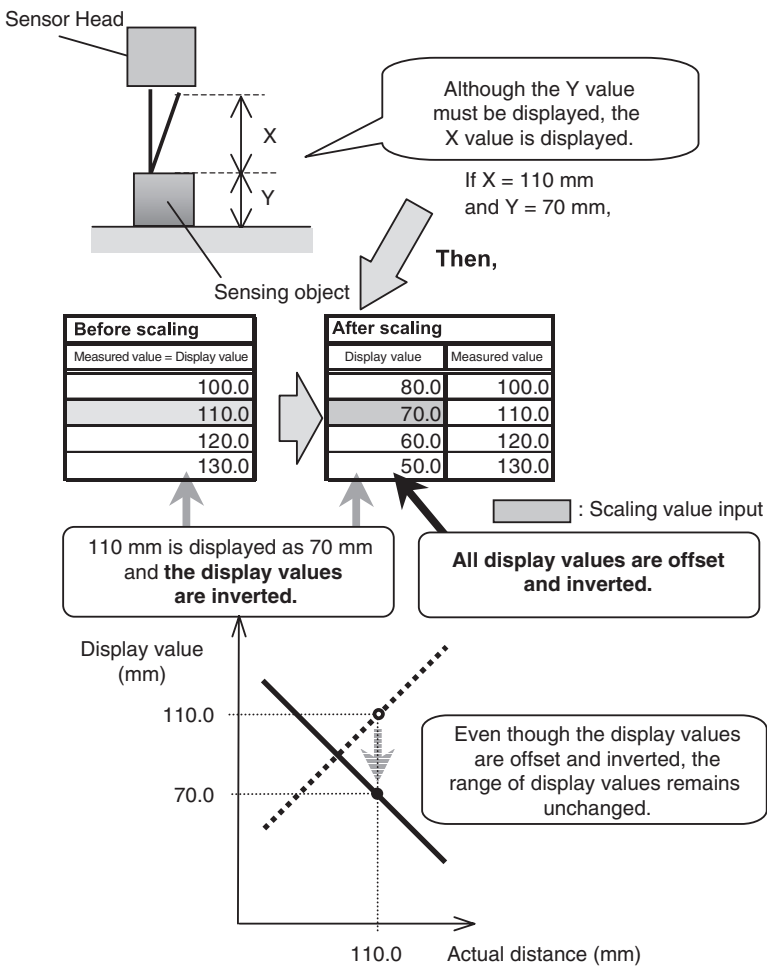 Sensor Head
Although the Y value
must be displayed, the
X value is displayed.
X
Y
If X = 110 mm
and Y = 70 mm,
Then,
Sensing object
Before scaling
Measured value = Display value
100.0
110.0
120.0
130.0
After scaling
Display value Measured value
80.0 100.0
70.0 110.0
60.0 120.0
50.0 130.0
: Scaling value input
110 mm is displayed as 70 mm
and the display values
are inverted.
All display values are offset
and inverted.
Display value
(mm)
110.0
70.0
Even though the display values
are offset and inverted, the
range of display values remains
unchanged.
110.0
Actual distance (mm)